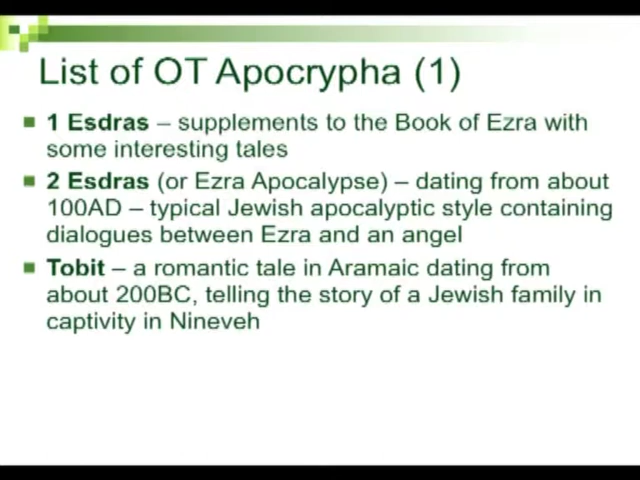 List of OT Apocrypha (1)
1 Esdras – supplements to the Book of Ezra with
some interesting tales
2 Esdras (or Ezra Apocalypse) – dating from about
100AD – typical Jewish apocalyptic style containing
dialogues between Ezra and an angel
Tobit – a romantic tale in Aramaic dating from
about 200BC, telling the story of a Jewish family in
captivity in Nineveh